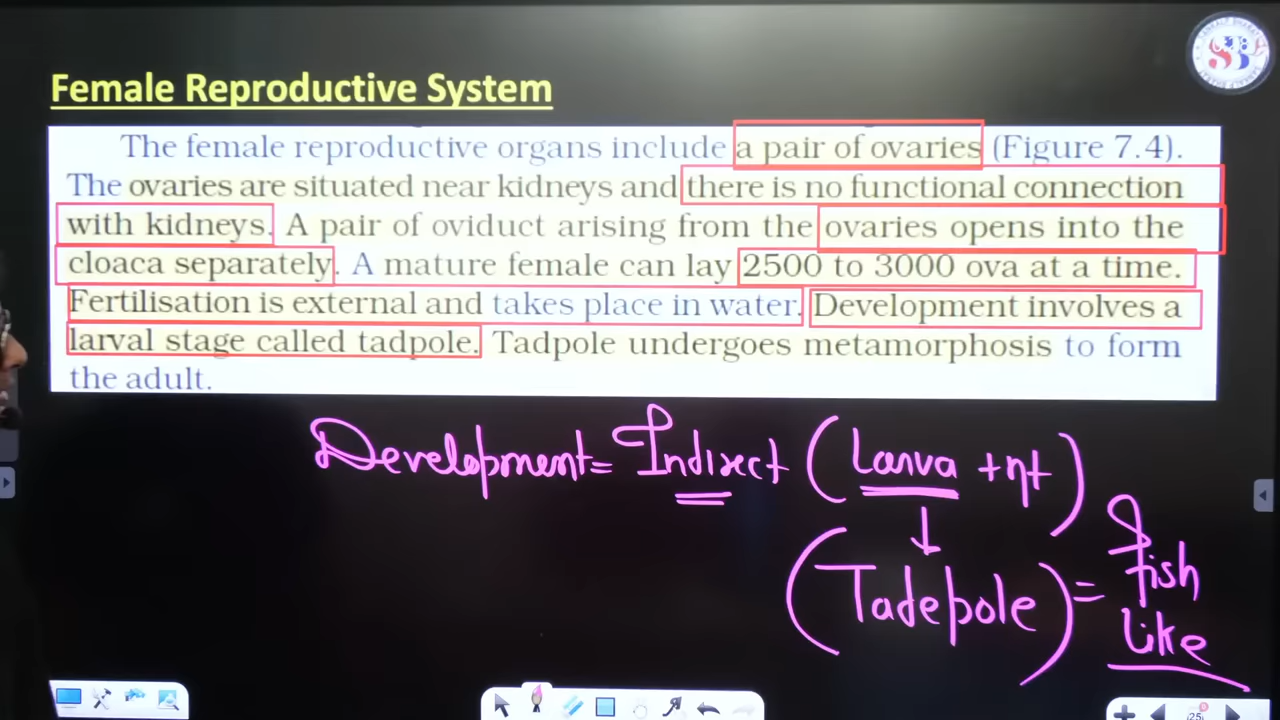 Female Reproductive System
The female reproductive organs include a pair of ovaries (Figure 7.4).
The ovaries are situated near kidneys and there is no functional connection
with kidneys. A pair of oviduct arising from the ovaries opens into the
cloaca separately. A mature female can lay 2500 to 3000 ova at a time.
Fertilisation is external and takes place in water. Development involves a
larval stage called tadpole. Tadpole undergoes metamorphosis to form
the adult.
Development = Indirect (Larva +nt)
(Tadepole) = fish
like
25